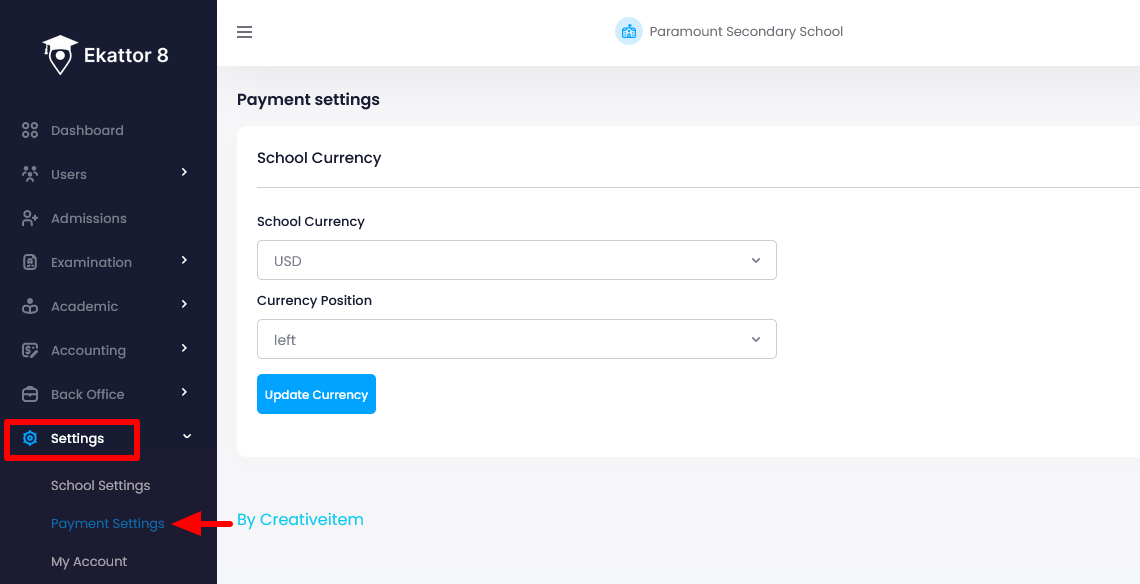 Ekattor 8
Dashboard
Users
Admissions
Examination
Academic
Accounting
Back Office
Settings
School Settings
Payment Settings
My Account
Paramount Secondary School
Payment settings
School Currency
School Currency
USD
Currency Position
left
Update Currency
By Creativeitem